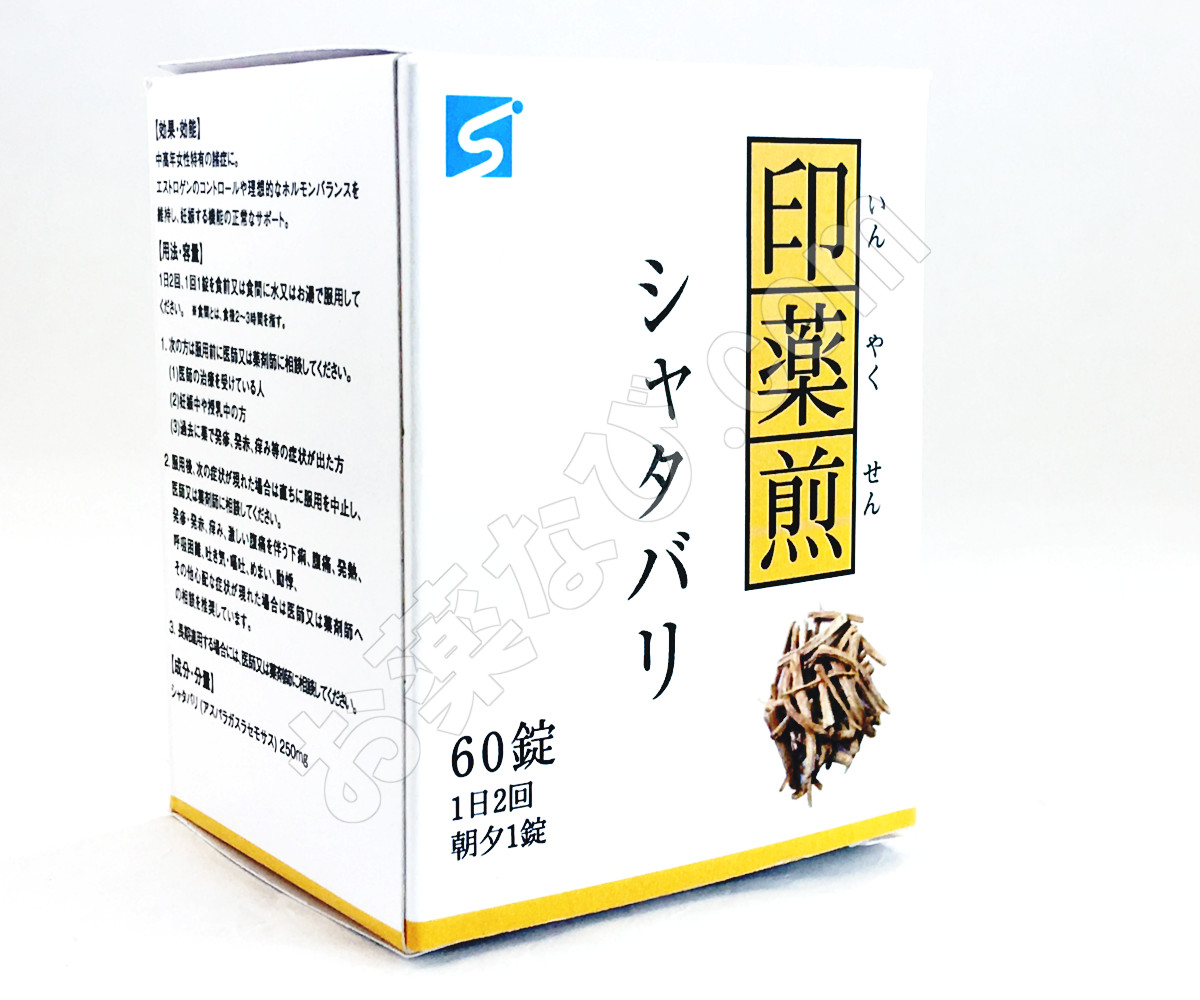 【効果・効能】
中高年女性特有の諸症に。
エストロゲンのコントロールや理想的なホルモンバランスを
維持し、妊娠する機能の正常なサポート。
【用法・容量】
1日2回、1回1錠を食前又は食間に水又はお湯で服用して
ください。 ※食間とは、食後2〜3時間を指す。
1. 次の方は服用前に医師又は薬剤師に相談してください。
(1)医師の治療を受けている人
(2)妊娠中や授乳中の方
(3)過去に薬で発疹、発赤、痒み等の症状が出た方
2. 服用後、次の症状が現れた場合は直ちに服用を中止し、
医師又は薬剤師に相談してください。
発疹・発赤、痒み、激しい腹痛を伴う下痢、腹痛、発熱、
呼吸困難、吐き気・嘔吐、めまい、動悸、
その他心配な症状が現れた場合は医師又は薬剤師へ
の相談を推奨しています。
3. 長期連用する場合には、医師又は薬剤師に相談してください。
【成分・分量】
シャタバリ (アスパラガスラセモサス) 250mg
印薬煎
いん やく せん
シャタバリ
60錠
1日2回
朝夕1錠
お薬なび.com